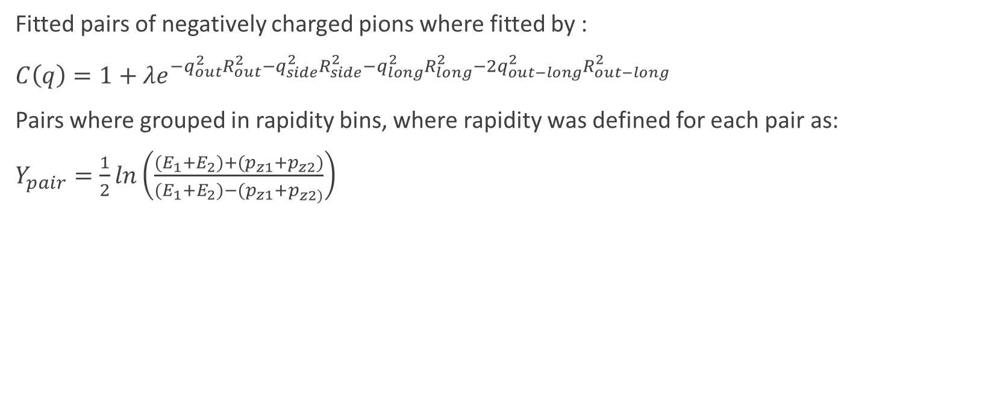 Fitted pairs of negatively charged pions where fitted by :
C(q) = 1 + λe^{−q_{out}^2 R_{out}^2 − q_{side}^2 R_{side}^2 − q_{long}^2 R_{long}^2 − 2q_{out−long}^2 R_{out−long}^2}
Pairs where grouped in rapidity bins, where rapidity was defined for each pair as:
Y_{pair} = \frac{1}{2} ln (\frac{(E_1+E_2)+(p_{z1}+p_{z2})}{(E_1+E_2)−(p_{z1}+p_{z2)}})